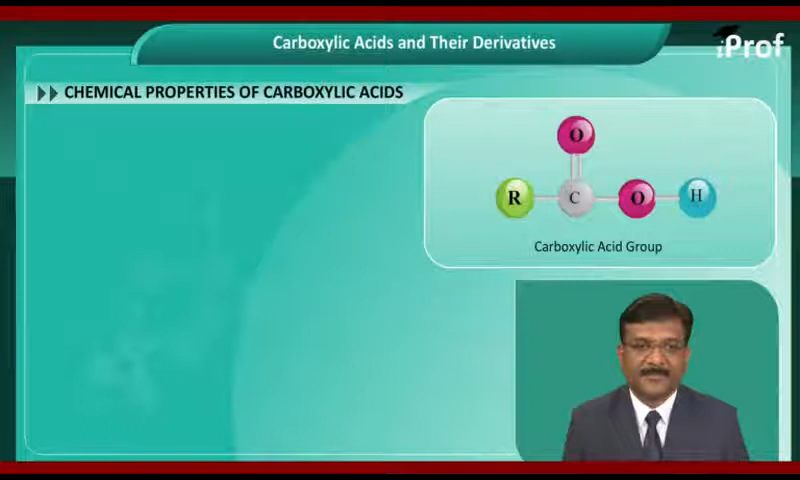 Carboxylic Acids and Their Derivatives
iProf
CHEMICAL PROPERTIES OF CARBOXYLIC ACIDS
O
R C O H
Carboxylic Acid Group